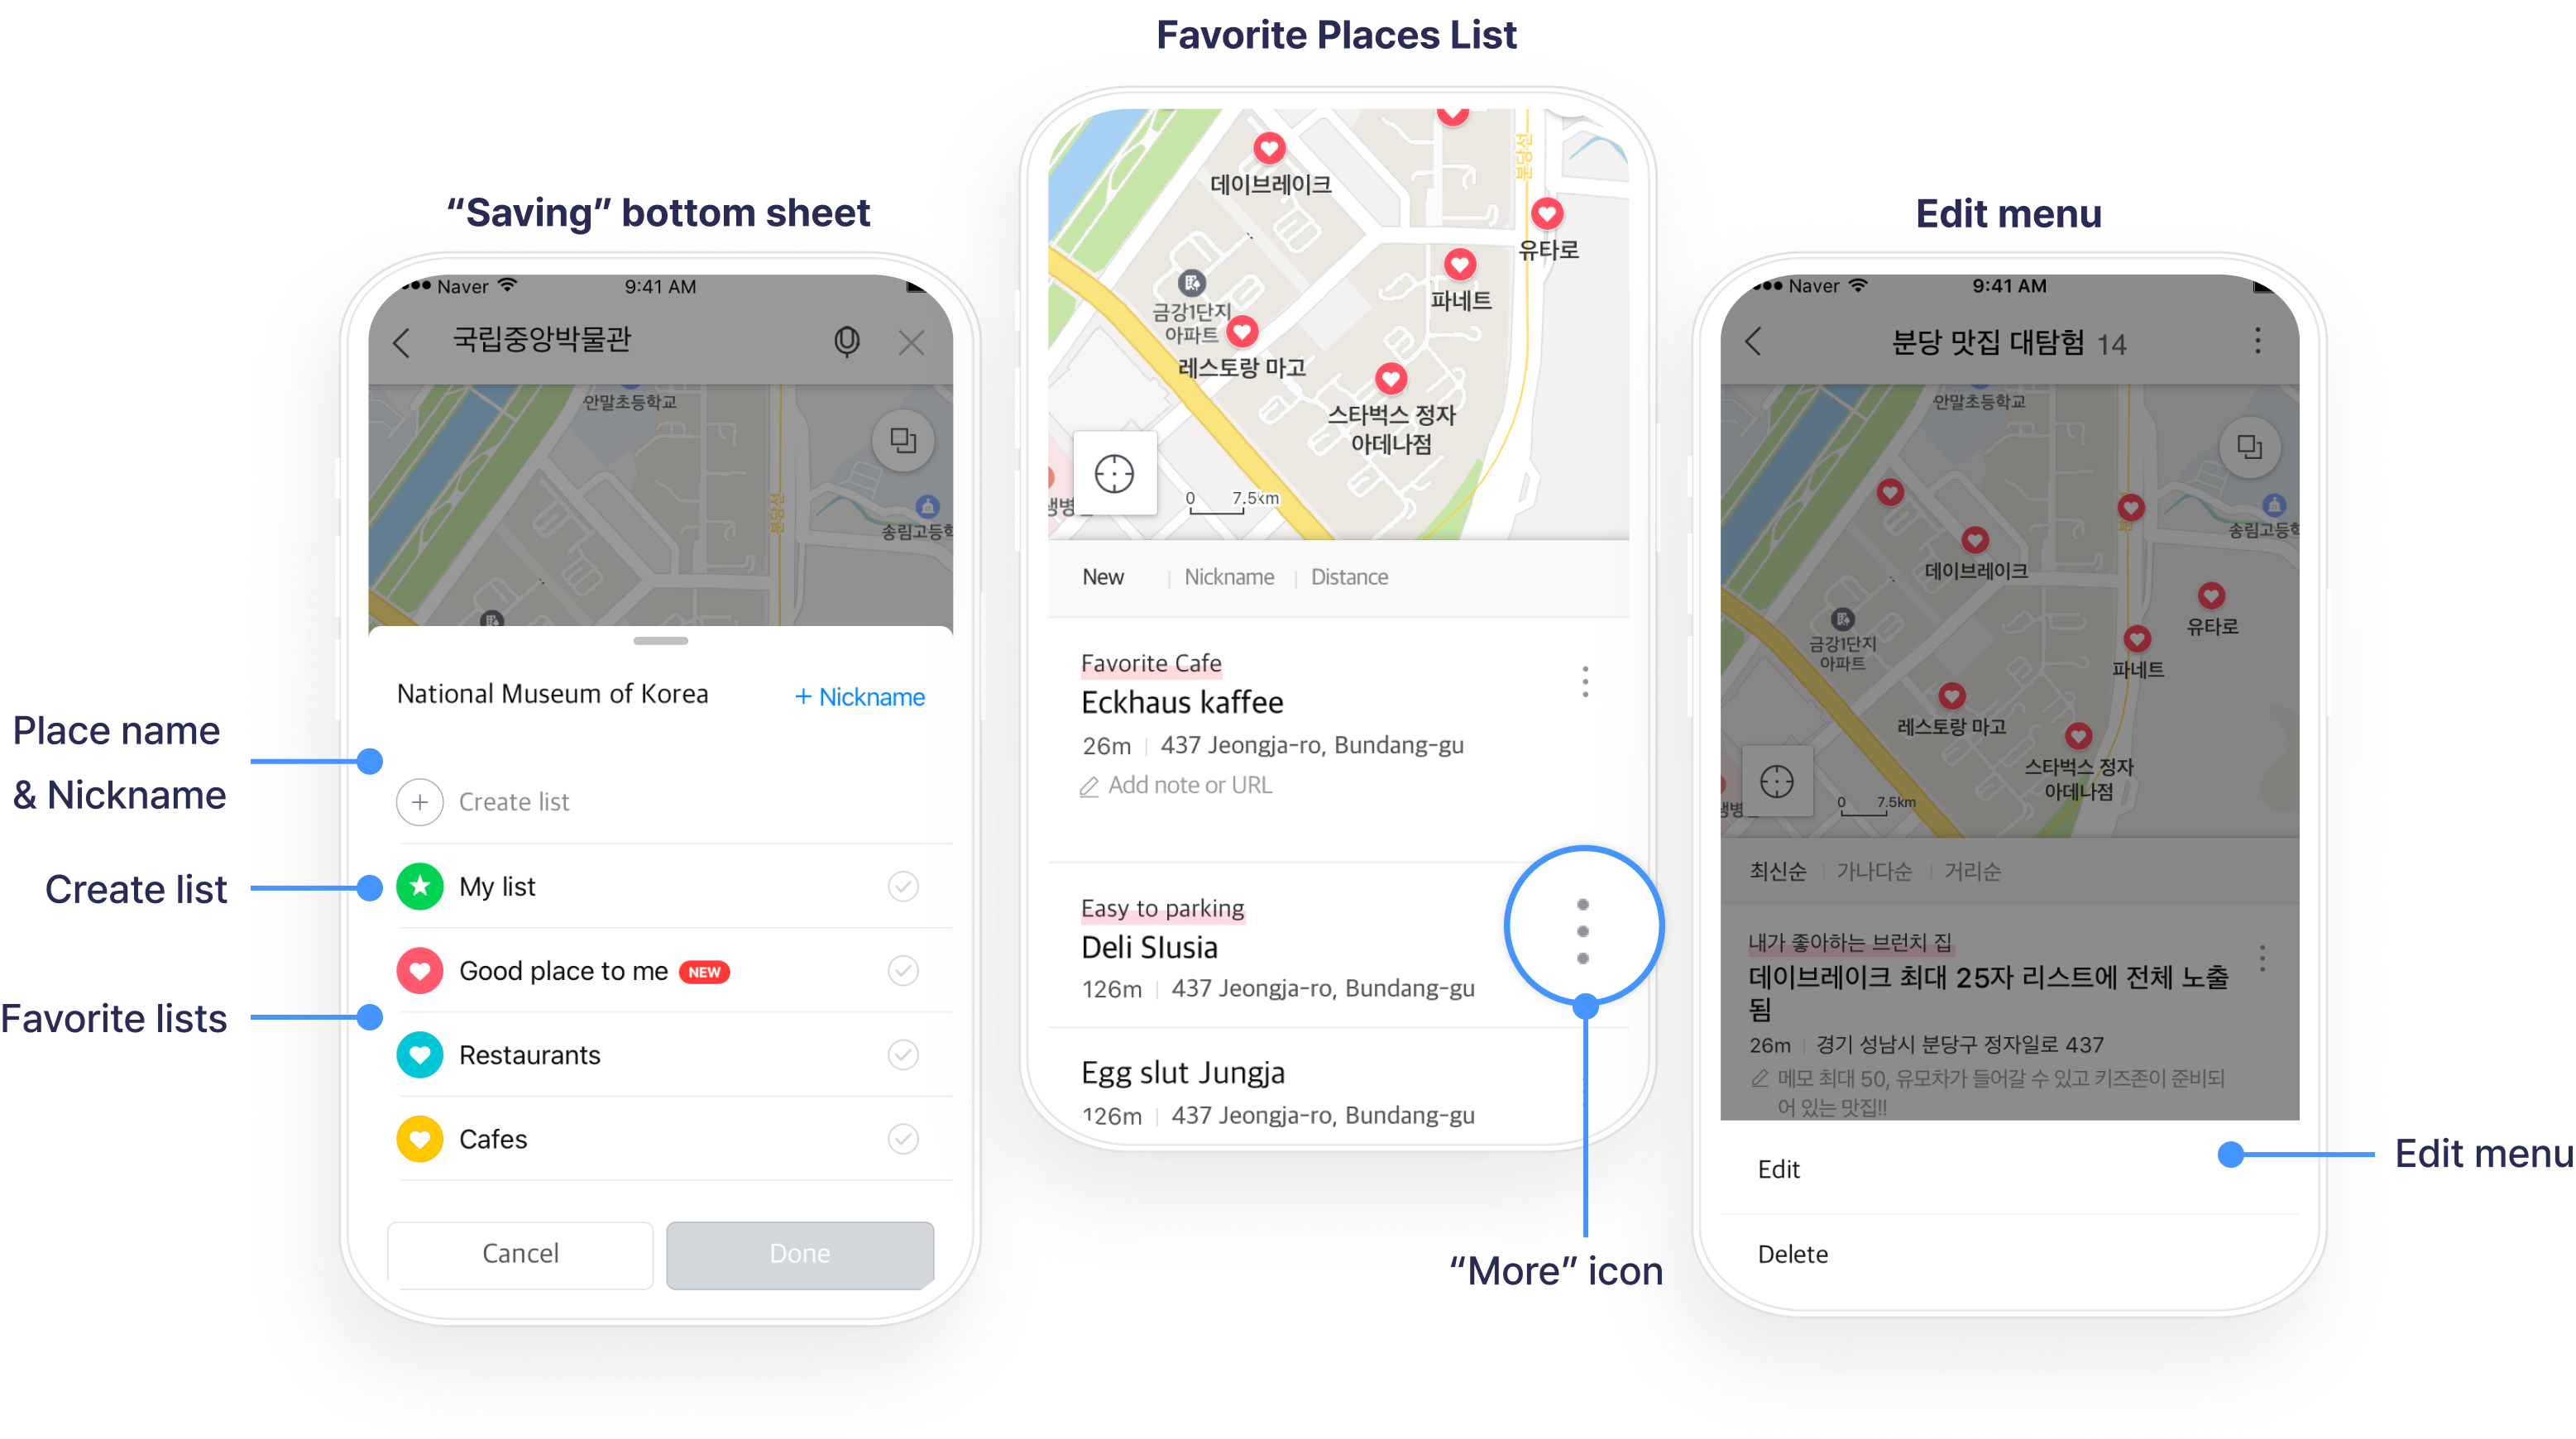 Favorite Places List
“Saving” bottom sheet
Edit menu
Place name
& Nickname
Create list
Favorite lists
Naver
9:41 AM
국립중앙박물관
안말초등학교
분당선
송림고등학
National Museum of Korea
+ Nickname
Create list
My list
Good place to me NEW
Restaurants
Cafes
Cancel
Done
데이브레이크
분당선
유타로
파네트
금강1단지
아파트
레스토랑 마고
스타벅스 정자
아데나점
생병
0 7.5km
New | Nickname | Distance
Favorite Cafe
Eckhaus kaffee
26m | 437 Jeongja-ro, Bundang-gu
Add note or URL
Easy to parking
Deli Slusia
126m | 437 Jeongja-ro, Bundang-gu
Egg slut Jungja
126m | 437 Jeongja-ro, Bundang-gu
“More” icon
Naver
9:41 AM
분당 맛집 대탐험 14
안말초등학교
송림고등학
데이브레이크
유타로
금강1단지
아파트
파네트
레스토랑 마고
스타벅스 정자
아데나점
생병
0 7.5km
최신순 | 가나다순 | 거리순
내가 좋아하는 브런치 집
데이브레이크 최대 25자 리스트에 전체 노출
됨
26m | 경기 성남시 분당구 정자일로 437
메모 최대 50, 유모차가 들어갈 수 있고 키즈존이 준비되
어 있는 맛집!!
Edit
Delete
Edit menu